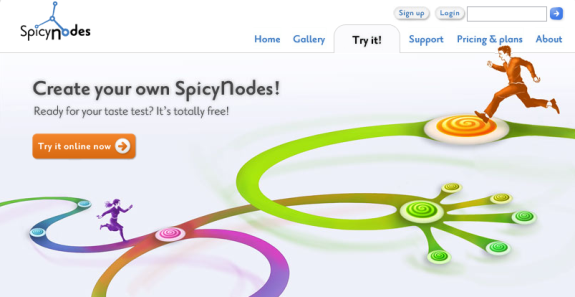 Sign up
Login
SpicyNodes
Home Gallery Try it! Support Pricing & plans About
Create your own SpicyNodes!
Ready for your taste test? It's totally free!
Try it online now